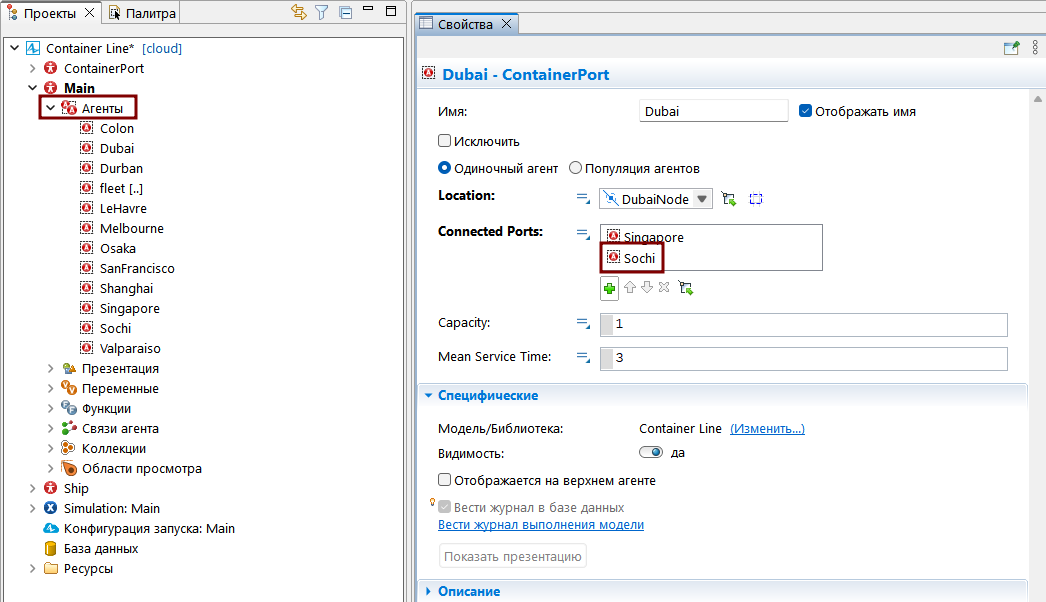 Проекты
Палитра
Container Line* [cloud]
ContainerPort
Main
Агенты
Colon
Dubai
Durban
fleet [..]
LeHavre
Melbourne
Osaka
SanFrancisco
Shanghai
Singapore
Sochi
Valparaiso
Презентация
Переменные
Функции
Связи агента
Коллекции
Области просмотра
Ship
Simulation: Main
Конфигурация запуска: Main
База данных
Ресурсы
Свойства
Dubai - ContainerPort
Имя: Dubai Отображать имя
Исключить
Одиночный агент Популяция агентов
Location: DubaiNode
Connected Ports: Singapore
Sochi
Capacity: 1
Mean Service Time: 3
Специфические
Модель/Библиотека: Container Line (Изменить...)
Видимость: да
Отображается на верхнем агенте
Вести журнал в базе данных
Вести журнал выполнения модели
Показать презентацию
Описание